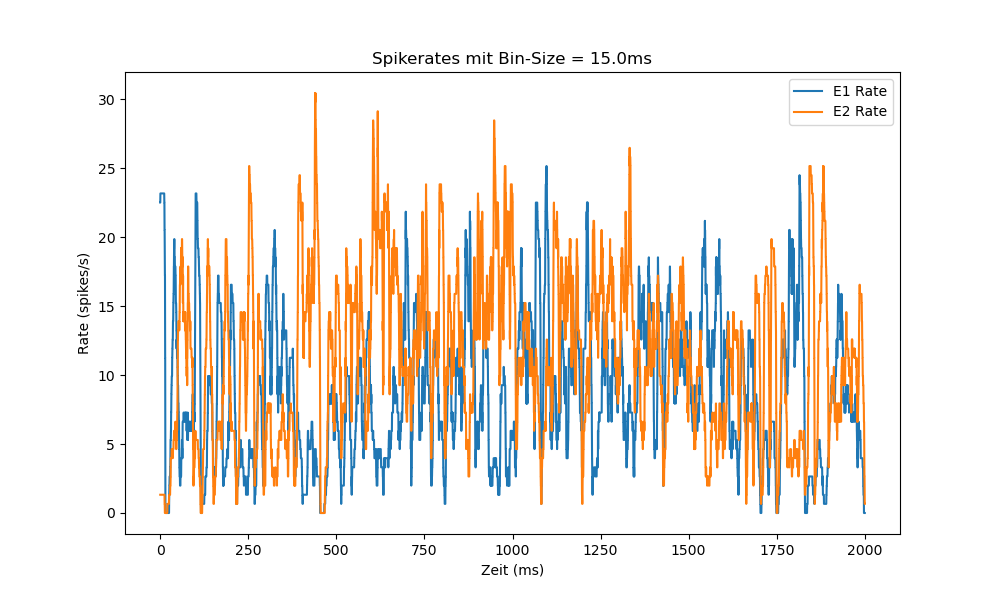 Spikerates mit Bin-Size = 15.0ms
E1 Rate
E2 Rate
Rate (spikes/s)
30
25
20
15
10
5
0
0 250 500 750 1000 1250 1500 1750 2000
Zeit (ms)